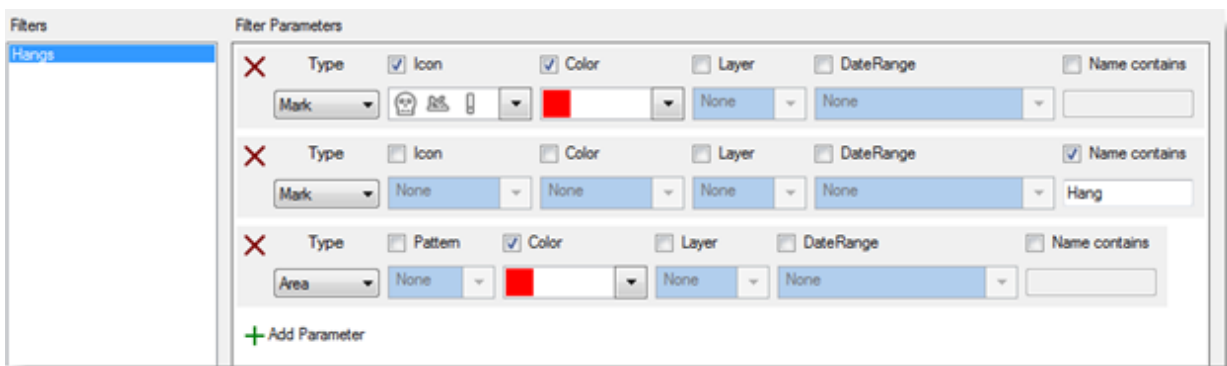 Filters Filter Parameters
Hangs
Type Icon Color Layer DateRange Name contains
Mark None None
Type Icon Color Layer DateRange Name contains
Mark None None None None Hang
Type Pattern Color Layer DateRange Name contains
Area None None None
Add Parameter